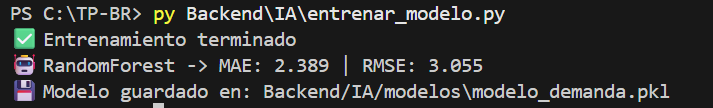 PS C:\TP-BR> py Backend\IA\entrenar_modelo.py
✅ Entrenamiento terminado
🤖 RandomForest -> MAE: 2.389 | RMSE: 3.055
💾 Modelo guardado en: Backend/IA/modelos\modelo_demanda.pkl